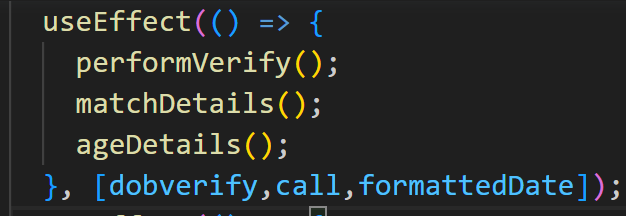 useEffect(() => {
performVerify();
matchDetails();
ageDetails();
}, [dobverify,call,formattedDate]);